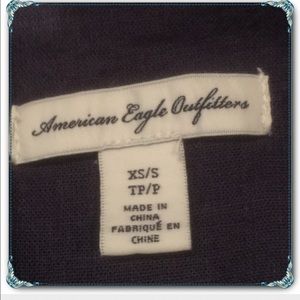 American Eagle Outfitters
XS/S
TP/P
MADE IN
CHINA
FABRIQUÉ EN
CHINE